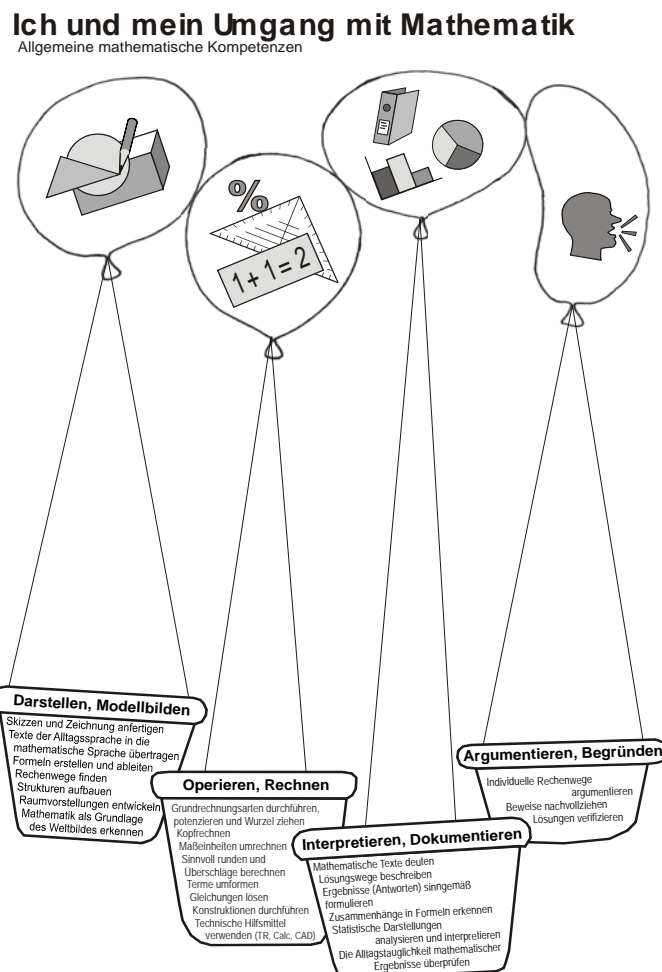 Ich und mein Umgang mit Mathematik
Allgemeine mathematische Kompetenzen
%
1+1=2
Darstellen, Modellbilden
Skizzen und Zeichnung anfertigen
Texte der Alltagssprache in die
mathematische Sprache übertragen
Formeln erstellen und ableiten
Rechenwege finden
Strukturen aufbauen
Raumvorstellungen entwickeln
Mathematik als Grundlage
des Weltbildes erkennen
Operieren, Rechnen
Grundrechnungsarten durchführen,
potenzieren und Wurzel ziehen
Kopfrechnen
Maßeinheiten umrechnen
Sinnvoll runden und
Überschläge berechnen
Terme umformen
Gleichungen lösen
Konstruktionen durchführen
Technische Hilfsmittel
verwenden (TR, Calc, CAD)
Interpretieren, Dokumentieren
Mathematische Texte deuten
Lösungswege beschreiben
Ergebnisse (Antworten) sinngemäß
formulieren
Zusammenhänge in Formeln erkennen
Statistische Darstellungen
analysieren und interpretieren
Die Alltagstauglichkeit mathematischer
Ergebnisse überprüfen
Argumentieren, Begründen
Individuelle Rechenwege
argumentieren
Beweise nachvollziehen
Lösungen verifizieren